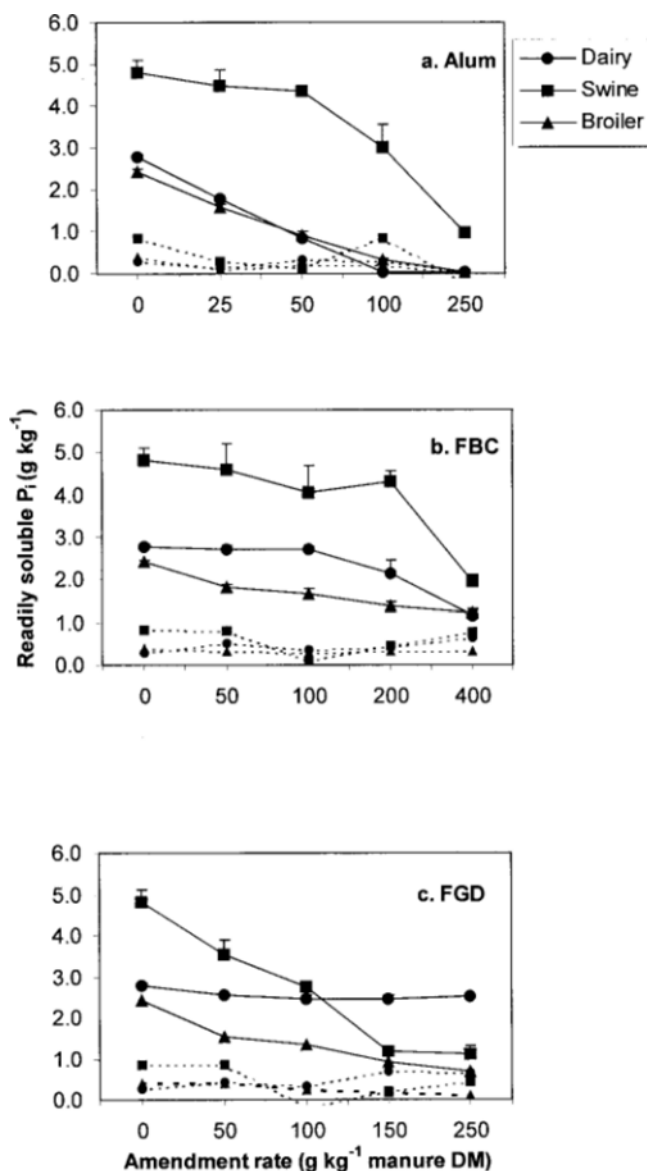 6.0
5.0
4.0
3.0
2.0
1.0
0.0
a. Alum
Dairy
Swine
Broiler
0 25 50 100 250
Readily soluble Pi (g kg-1)
6.0
5.0
4.0
3.0
2.0
1.0
0.0
b. FBC
0 50 100 200 400
6.0
5.0
4.0
3.0
2.0
1.0
0.0
c. FGD
0 50 100 150 250
Amendment rate (g kg-1 manure DM)